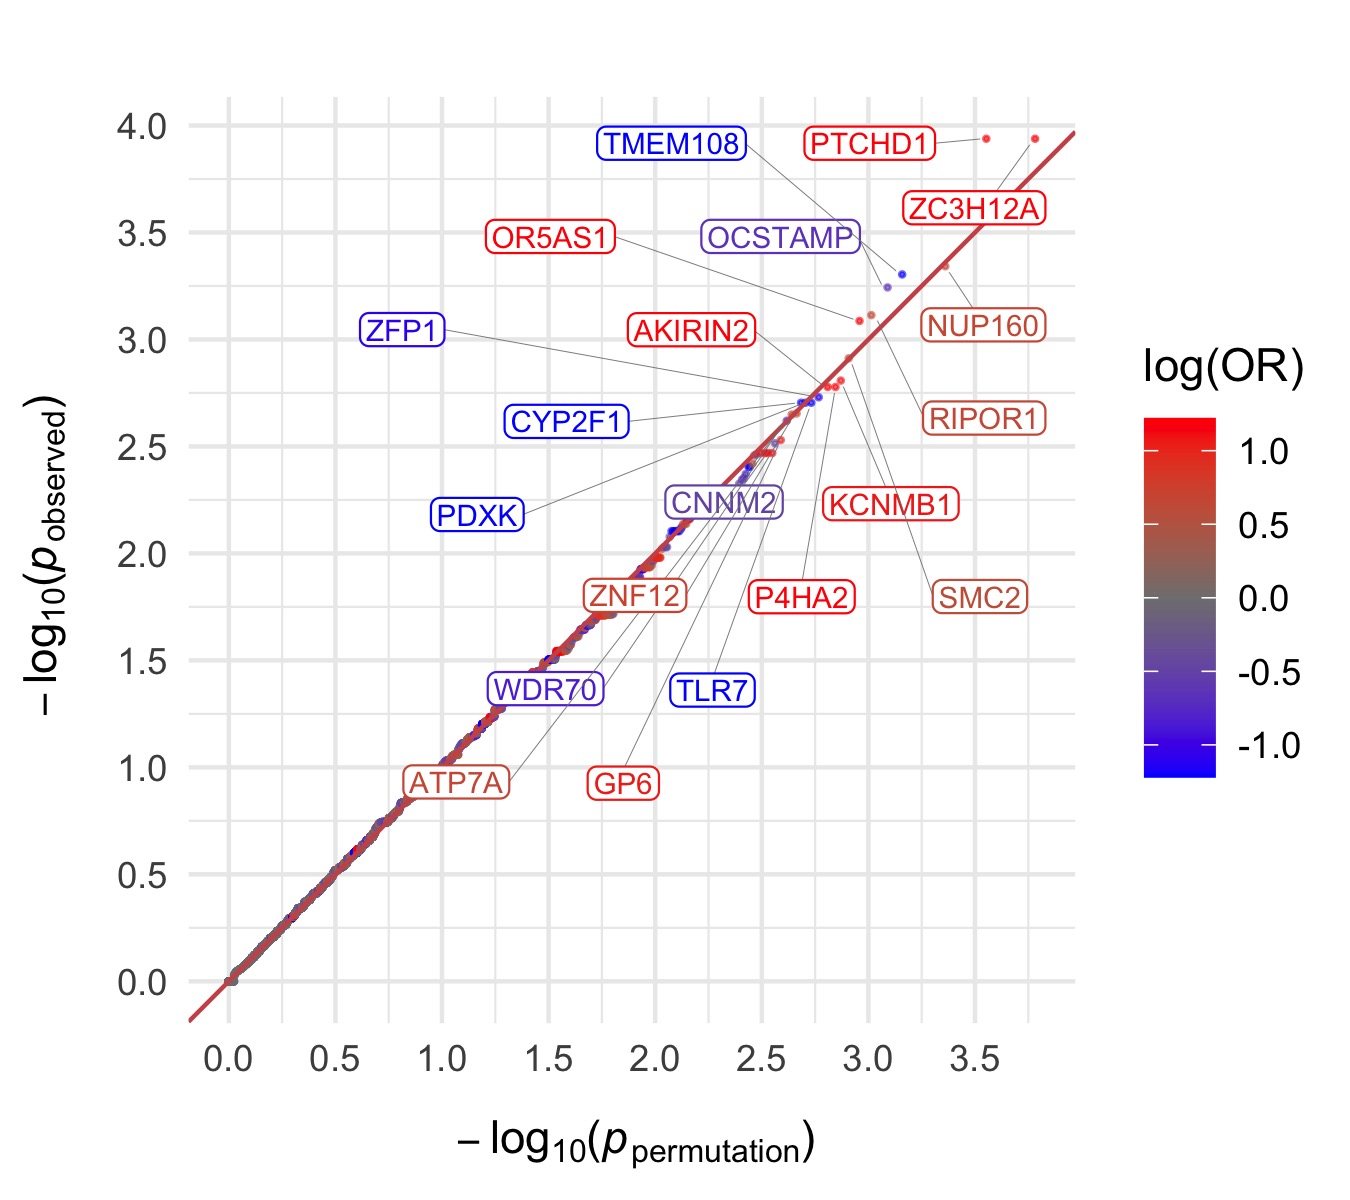 4.0
3.5
3.0
2.5
2.0
1.5
1.0
0.5
0.0
− log10(pobserved)
TMEM108
PTCHD1
ZC3H12A
OR5AS1
OCSTAMP
ZFP1
AKIRIN2
NUP160
CYP2F1
RIPOR1
PDXK
CNNM2
KCNMB1
ZNF12
P4HA2
SMC2
WDR70
TLR7
ATP7A
GP6
0.0 0.5 1.0 1.5 2.0 2.5 3.0 3.5
− log10(ppermutation)
log(OR)
1.0
0.5
0.0
-0.5
-1.0